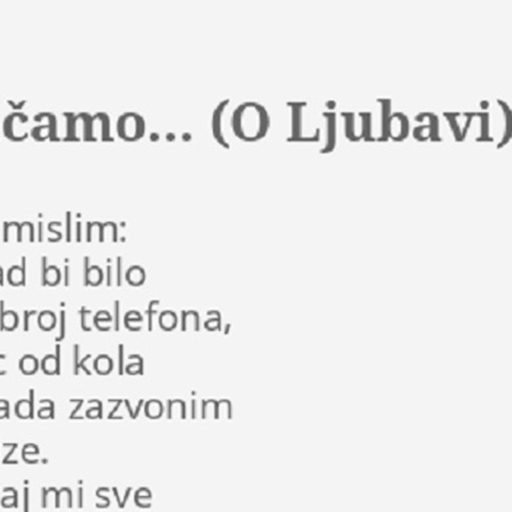 čamo... (O Ljubavi)
mislim:
ad bi bilo
broj telefona,
c od kola
ada zazvonim
ze.
aj mi sve